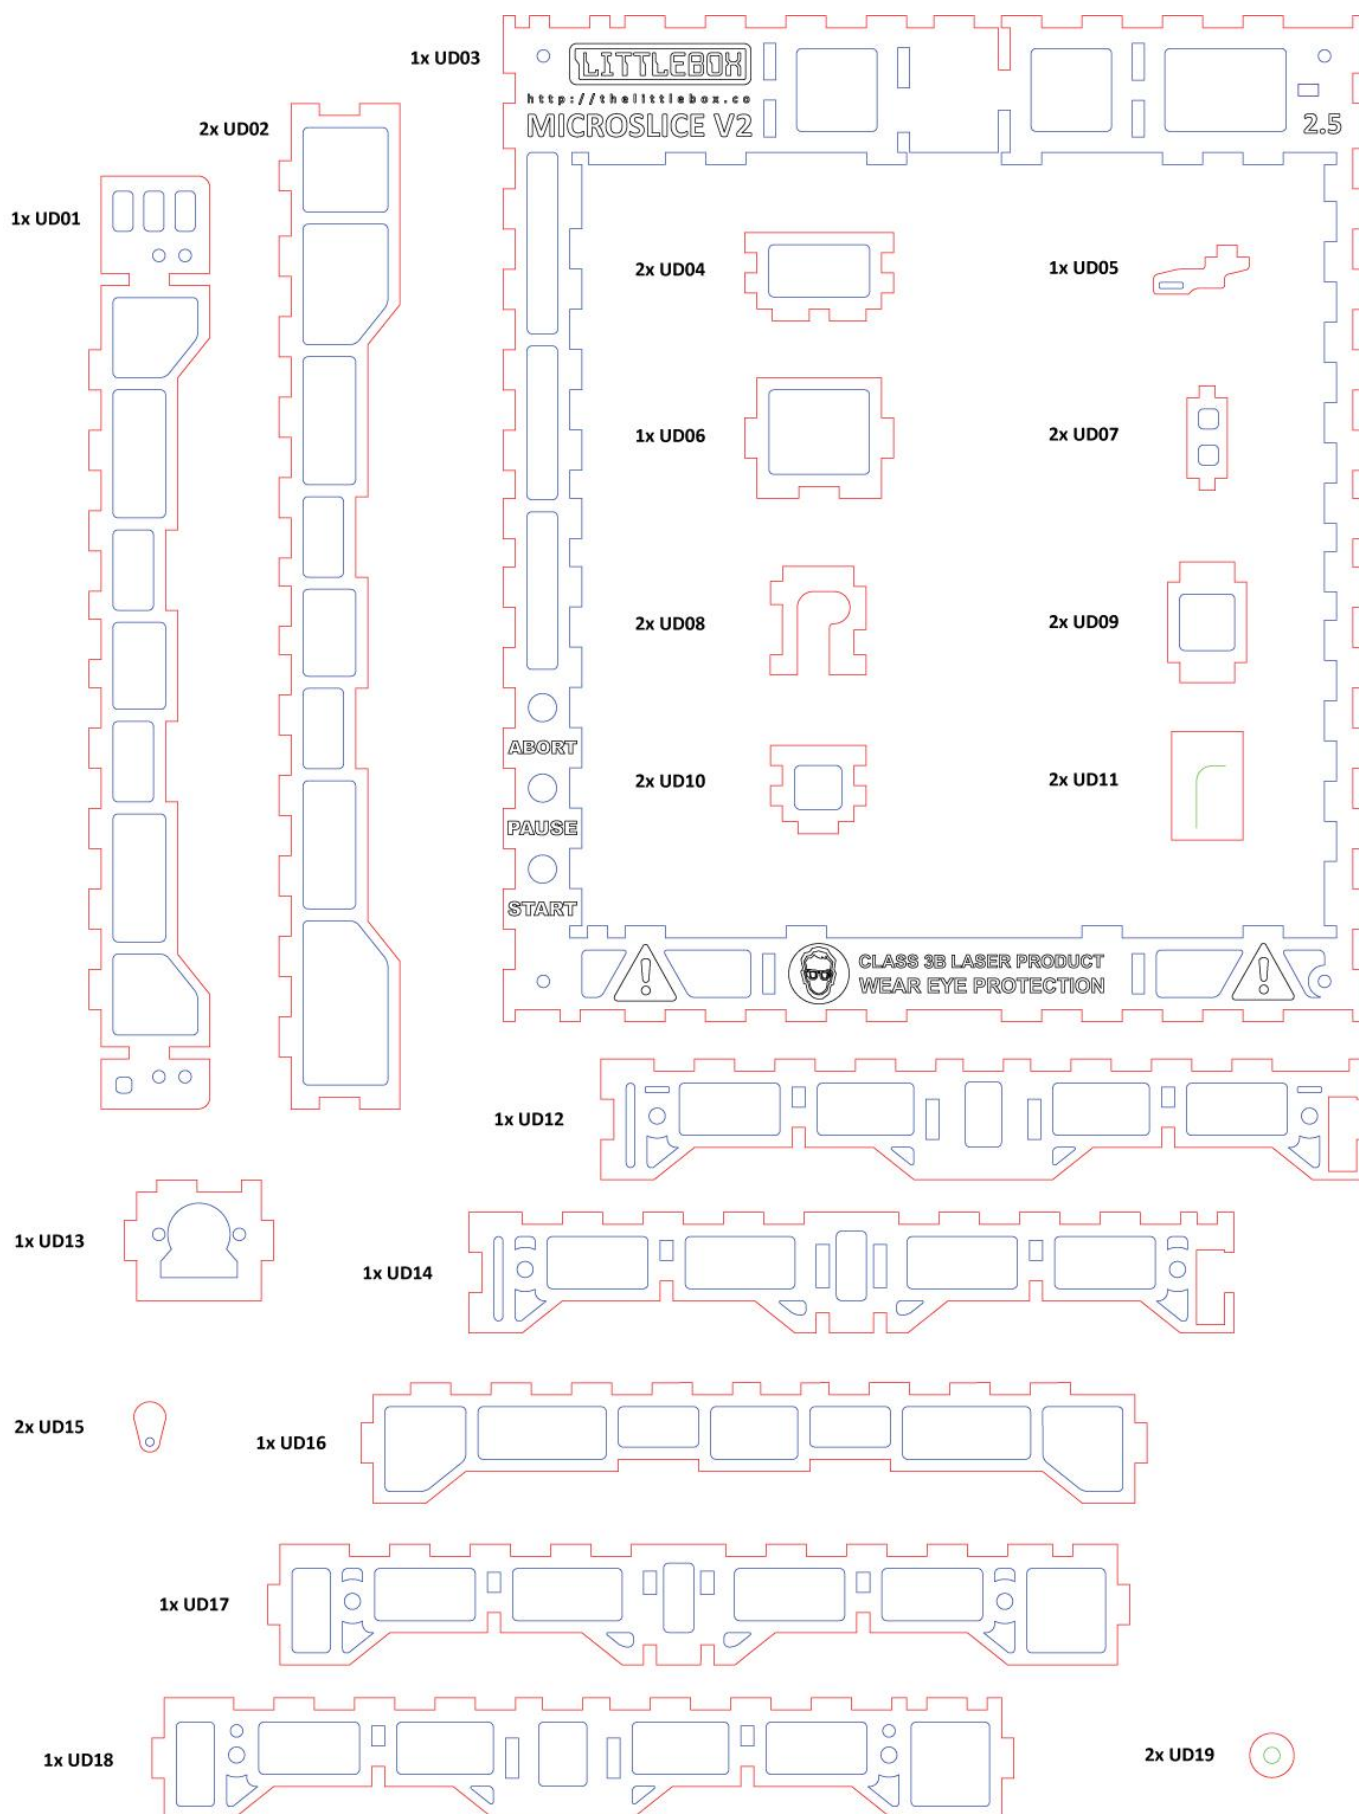 1x UD03
LITTLEBOX
http://thelittlebox.co
MICROSLICE V2
2.5
2x UD02
1x UD01
2x UD04
1x UD05
1x UD06
2x UD07
2x UD08
2x UD09
ABORT
2x UD10
2x UD11
PAUSE
START
CLASS 3B LASER PRODUCT
WEAR EYE PROTECTION
1x UD12
1x UD13
1x UD14
2x UD15
1x UD16
1x UD17
1x UD18
2x UD19